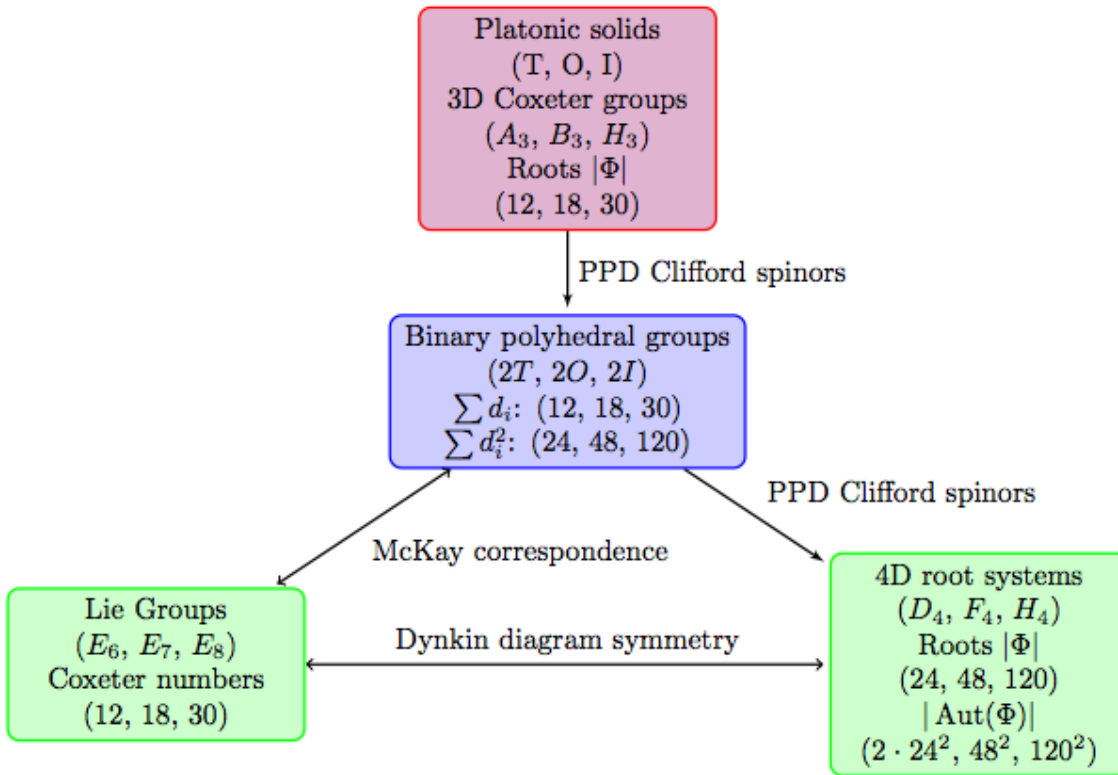 Platonic solids
(T, O, I)
3D Coxeter groups
(A₃, B₃, H₃)
Roots |Φ|
(12, 18, 30)
PPD Clifford spinors
Binary polyhedral groups
(2T, 2O, 2I)
∑ dᵢ: (12, 18, 30)
∑ dᵢ²: (24, 48, 120)
PPD Clifford spinors
McKay correspondence
Lie Groups
(E₆, E₇, E₈)
Coxeter numbers
(12, 18, 30)
Dynkin diagram symmetry
4D root systems
(D₄, F₄, H₄)
Roots |Φ|
(24, 48, 120)
| Aut(Φ)|
(2 · 24², 48², 120²)